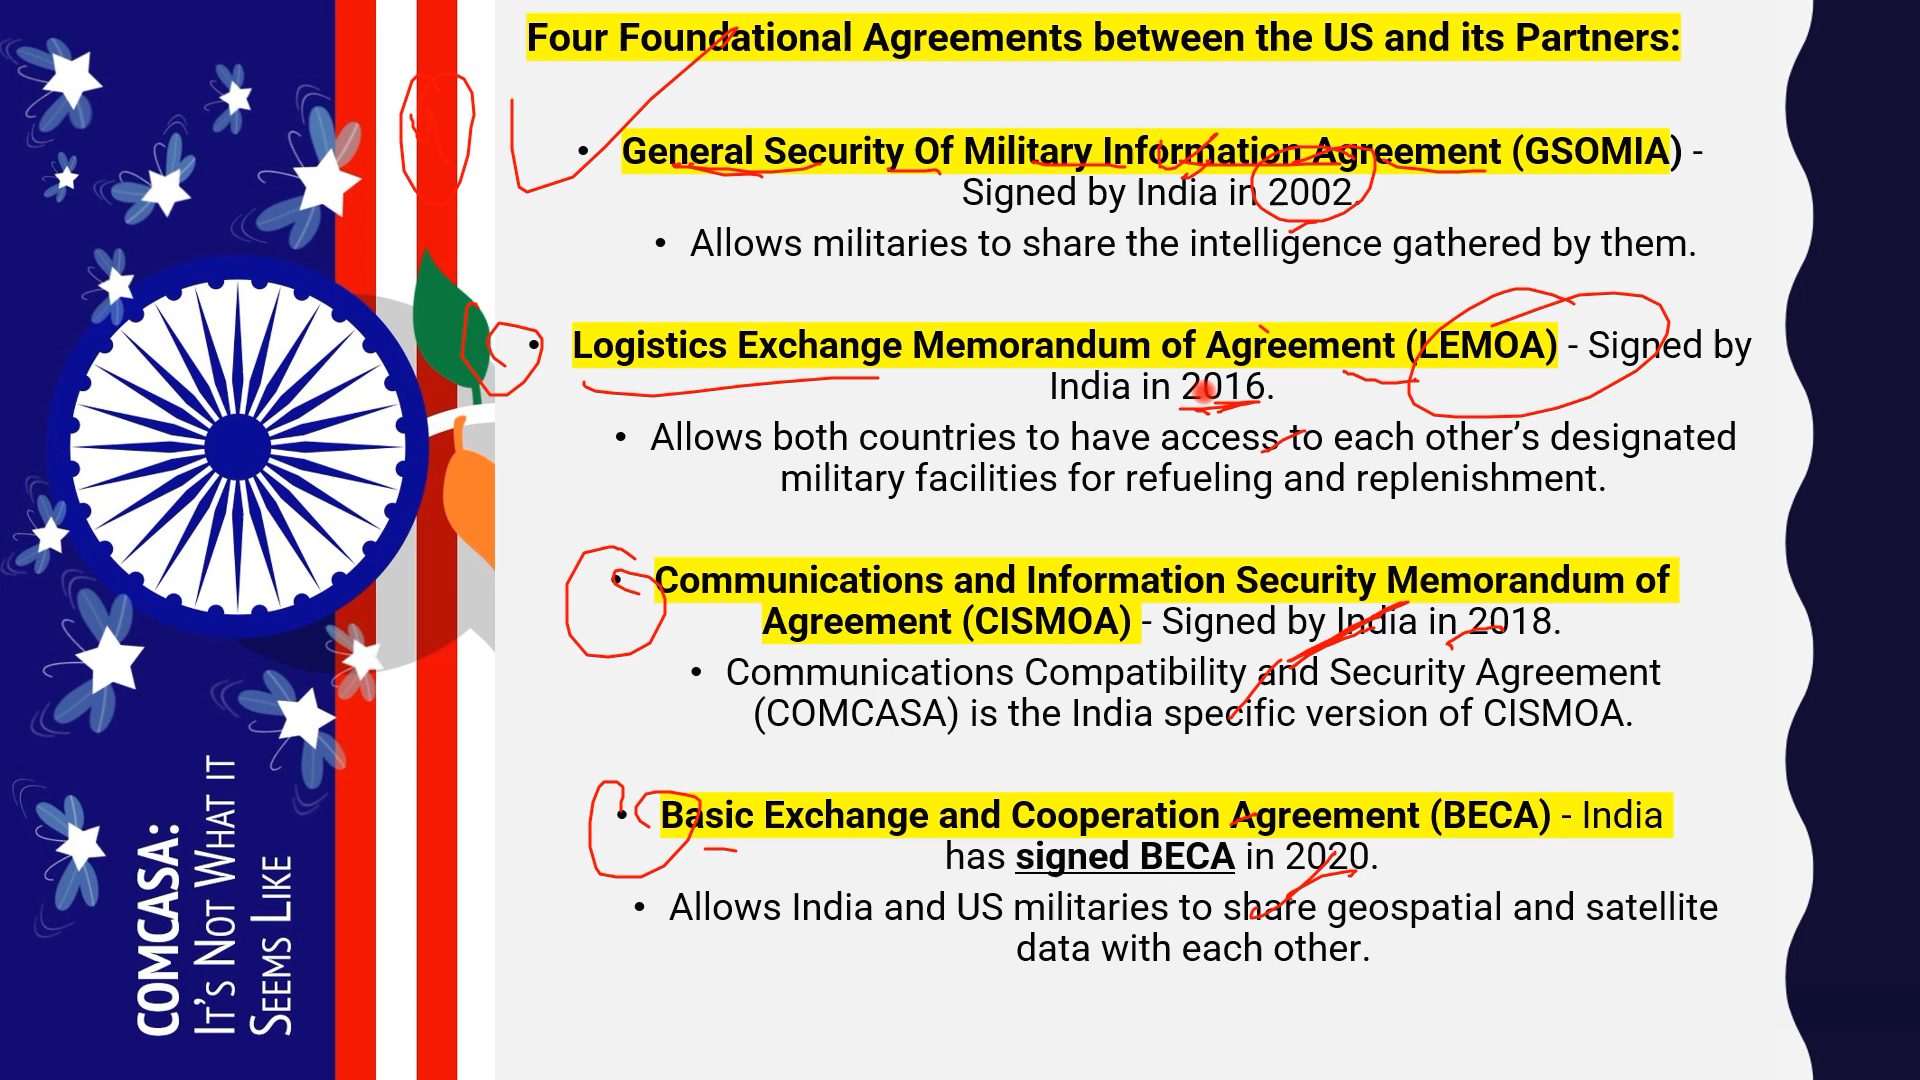 Four Foundational Agreements between the US and its Partners:
• General Security Of Military Information Agreement (GSOMIA) -
Signed by India in 2002.
• Allows militaries to share the intelligence gathered by them.
• Logistics Exchange Memorandum of Agreement (LEMOA) - Signed by
India in 2016.
• Allows both countries to have access to each other’s designated
military facilities for refueling and replenishment.
• Communications and Information Security Memorandum of
Agreement (CISMOA) - Signed by India in 2018.
• Communications Compatibility and Security Agreement
(COMCASA) is the India specific version of CISMOA.
• Basic Exchange and Cooperation Agreement (BECA) - India
has signed BECA in 2020.
• Allows India and US militaries to share geospatial and satellite
data with each other.
COMCASA:
IT’S NOT WHAT IT
SEEMS LIKE